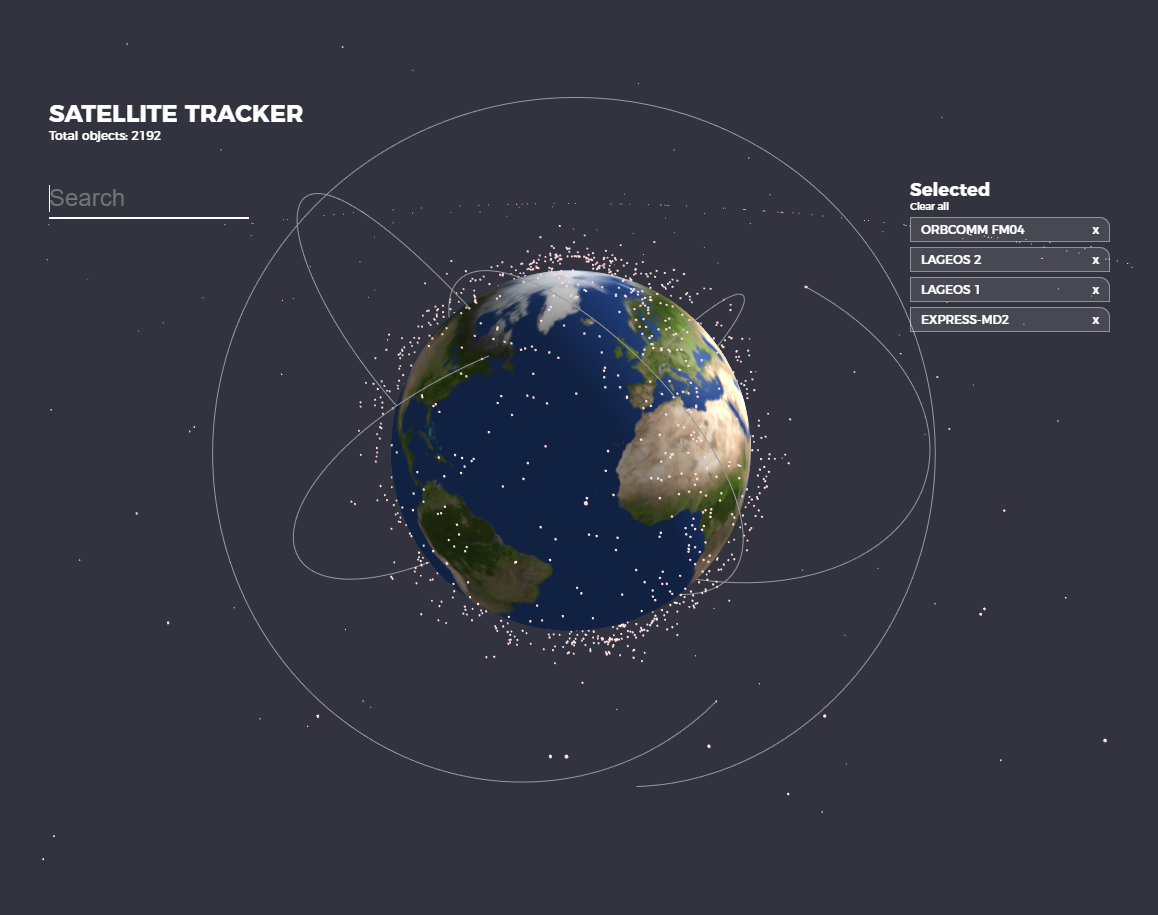 SATELLITE TRACKER
Total objects: 2192
Search
Selected
Clear all
ORBCOMM FM04 x
LAGEOS 2 x
LAGEOS 1 x
EXPRESS-MD2 x